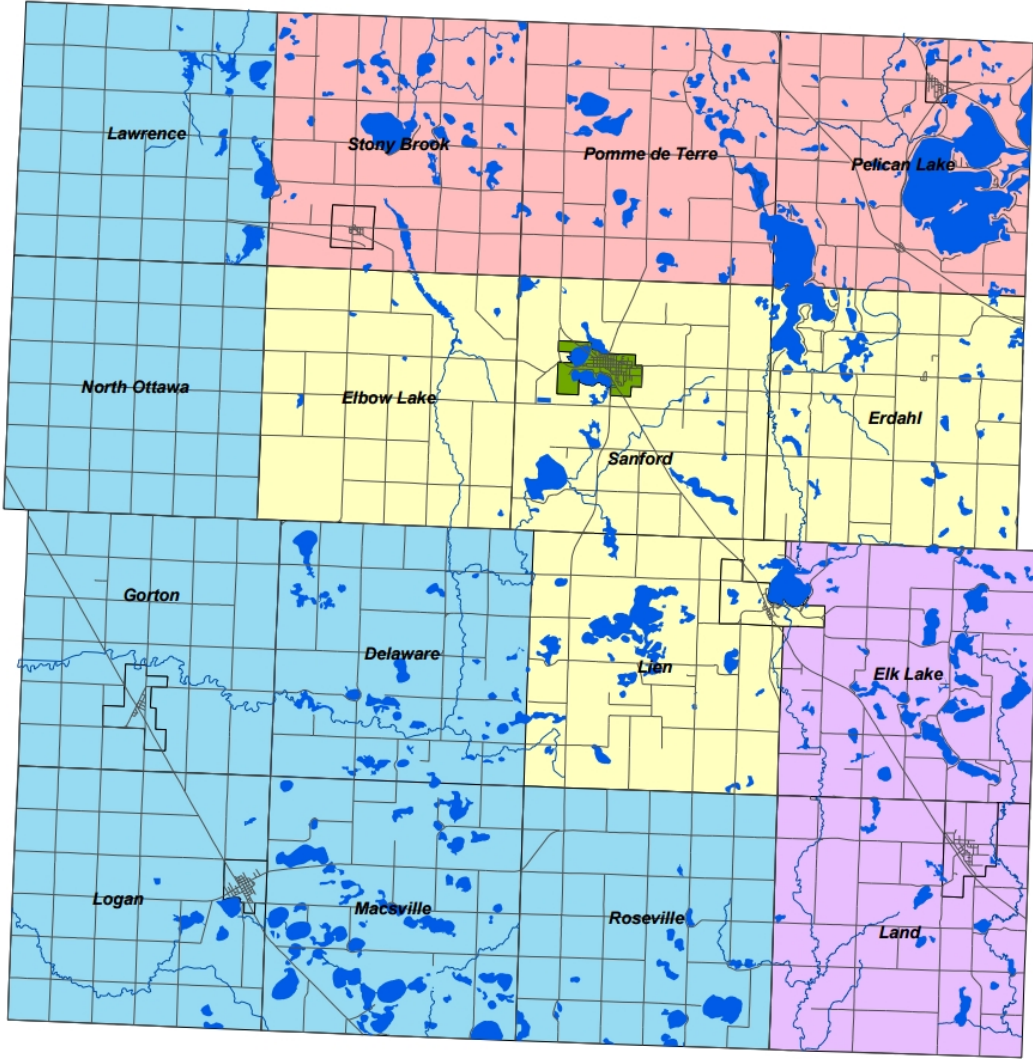 Lawrence
Stony Brook
Pomme de Terre
Pelican Lake
North Ottawa
Elbow Lake
Sanford
Erdahl
Gorton
Delaware
Lien
Elk Lake
Logan
Macsville
Roseville
Land